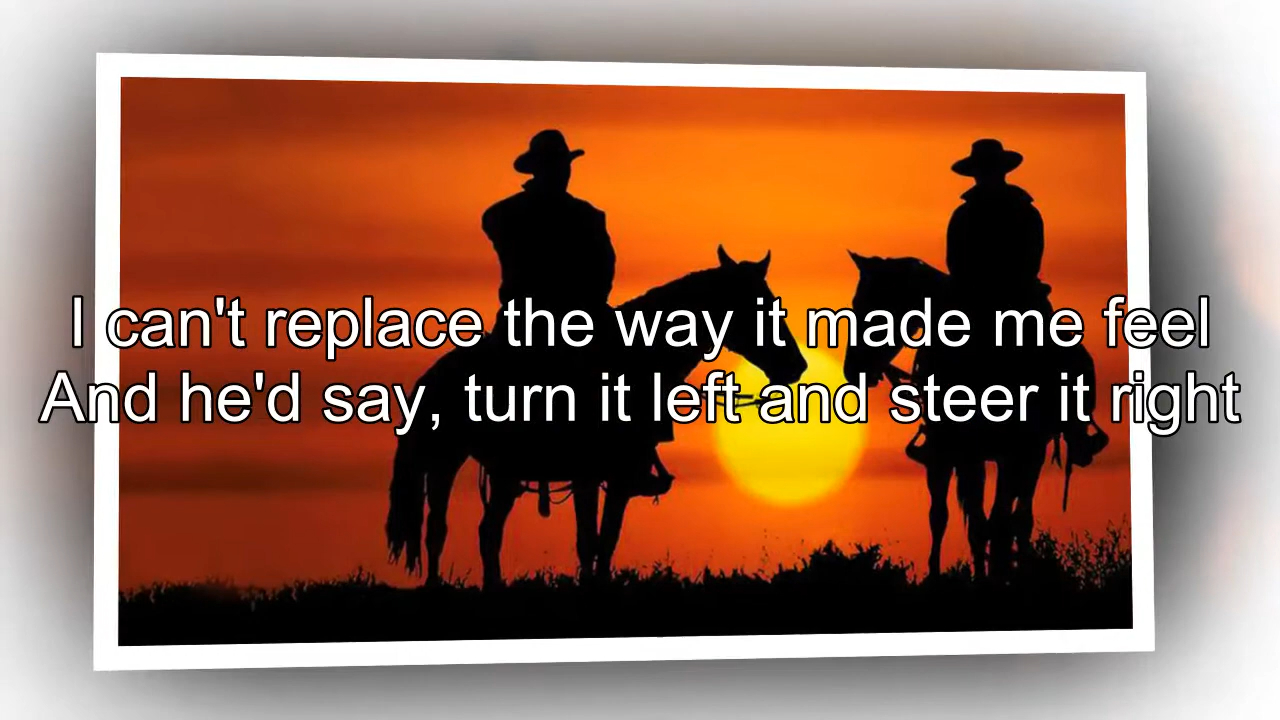 I can't replace the way it made me feel
And he'd say, turn it left and steer it right